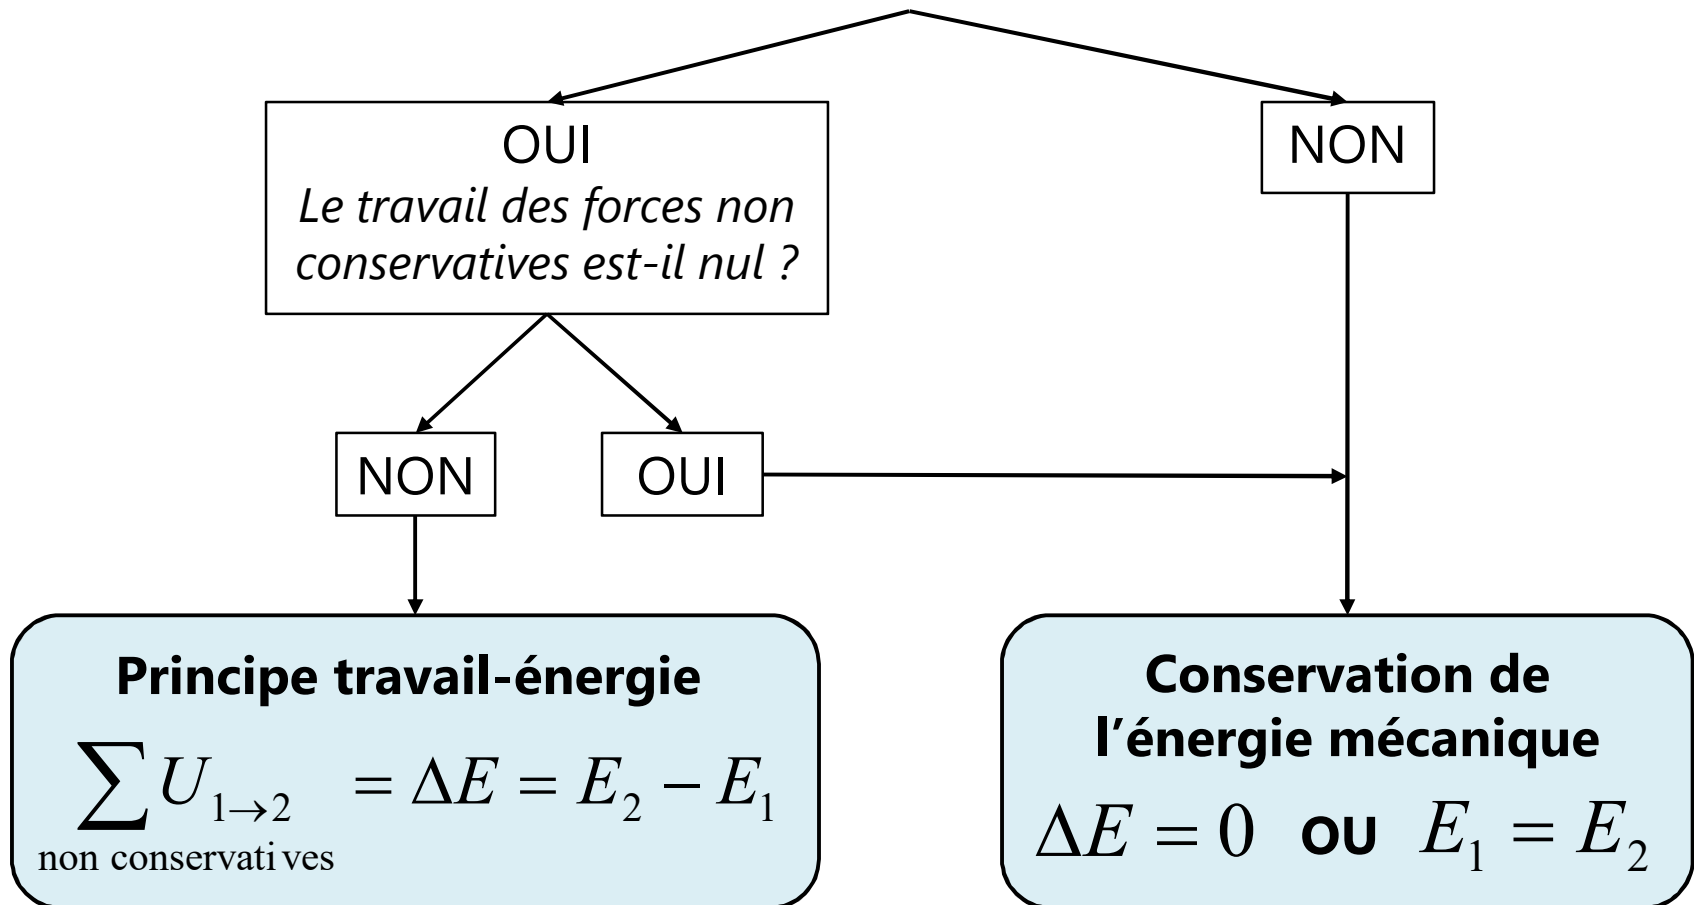 OUI
Le travail des forces non
conservatives est-il nul ?
NON
NON
OUI
Principe travail-énergie
∑ U₁→₂ = ΔE = E₂ − E₁
non conservatives
Conservation de
l’énergie mécanique
ΔE = 0 OU E₁ = E₂